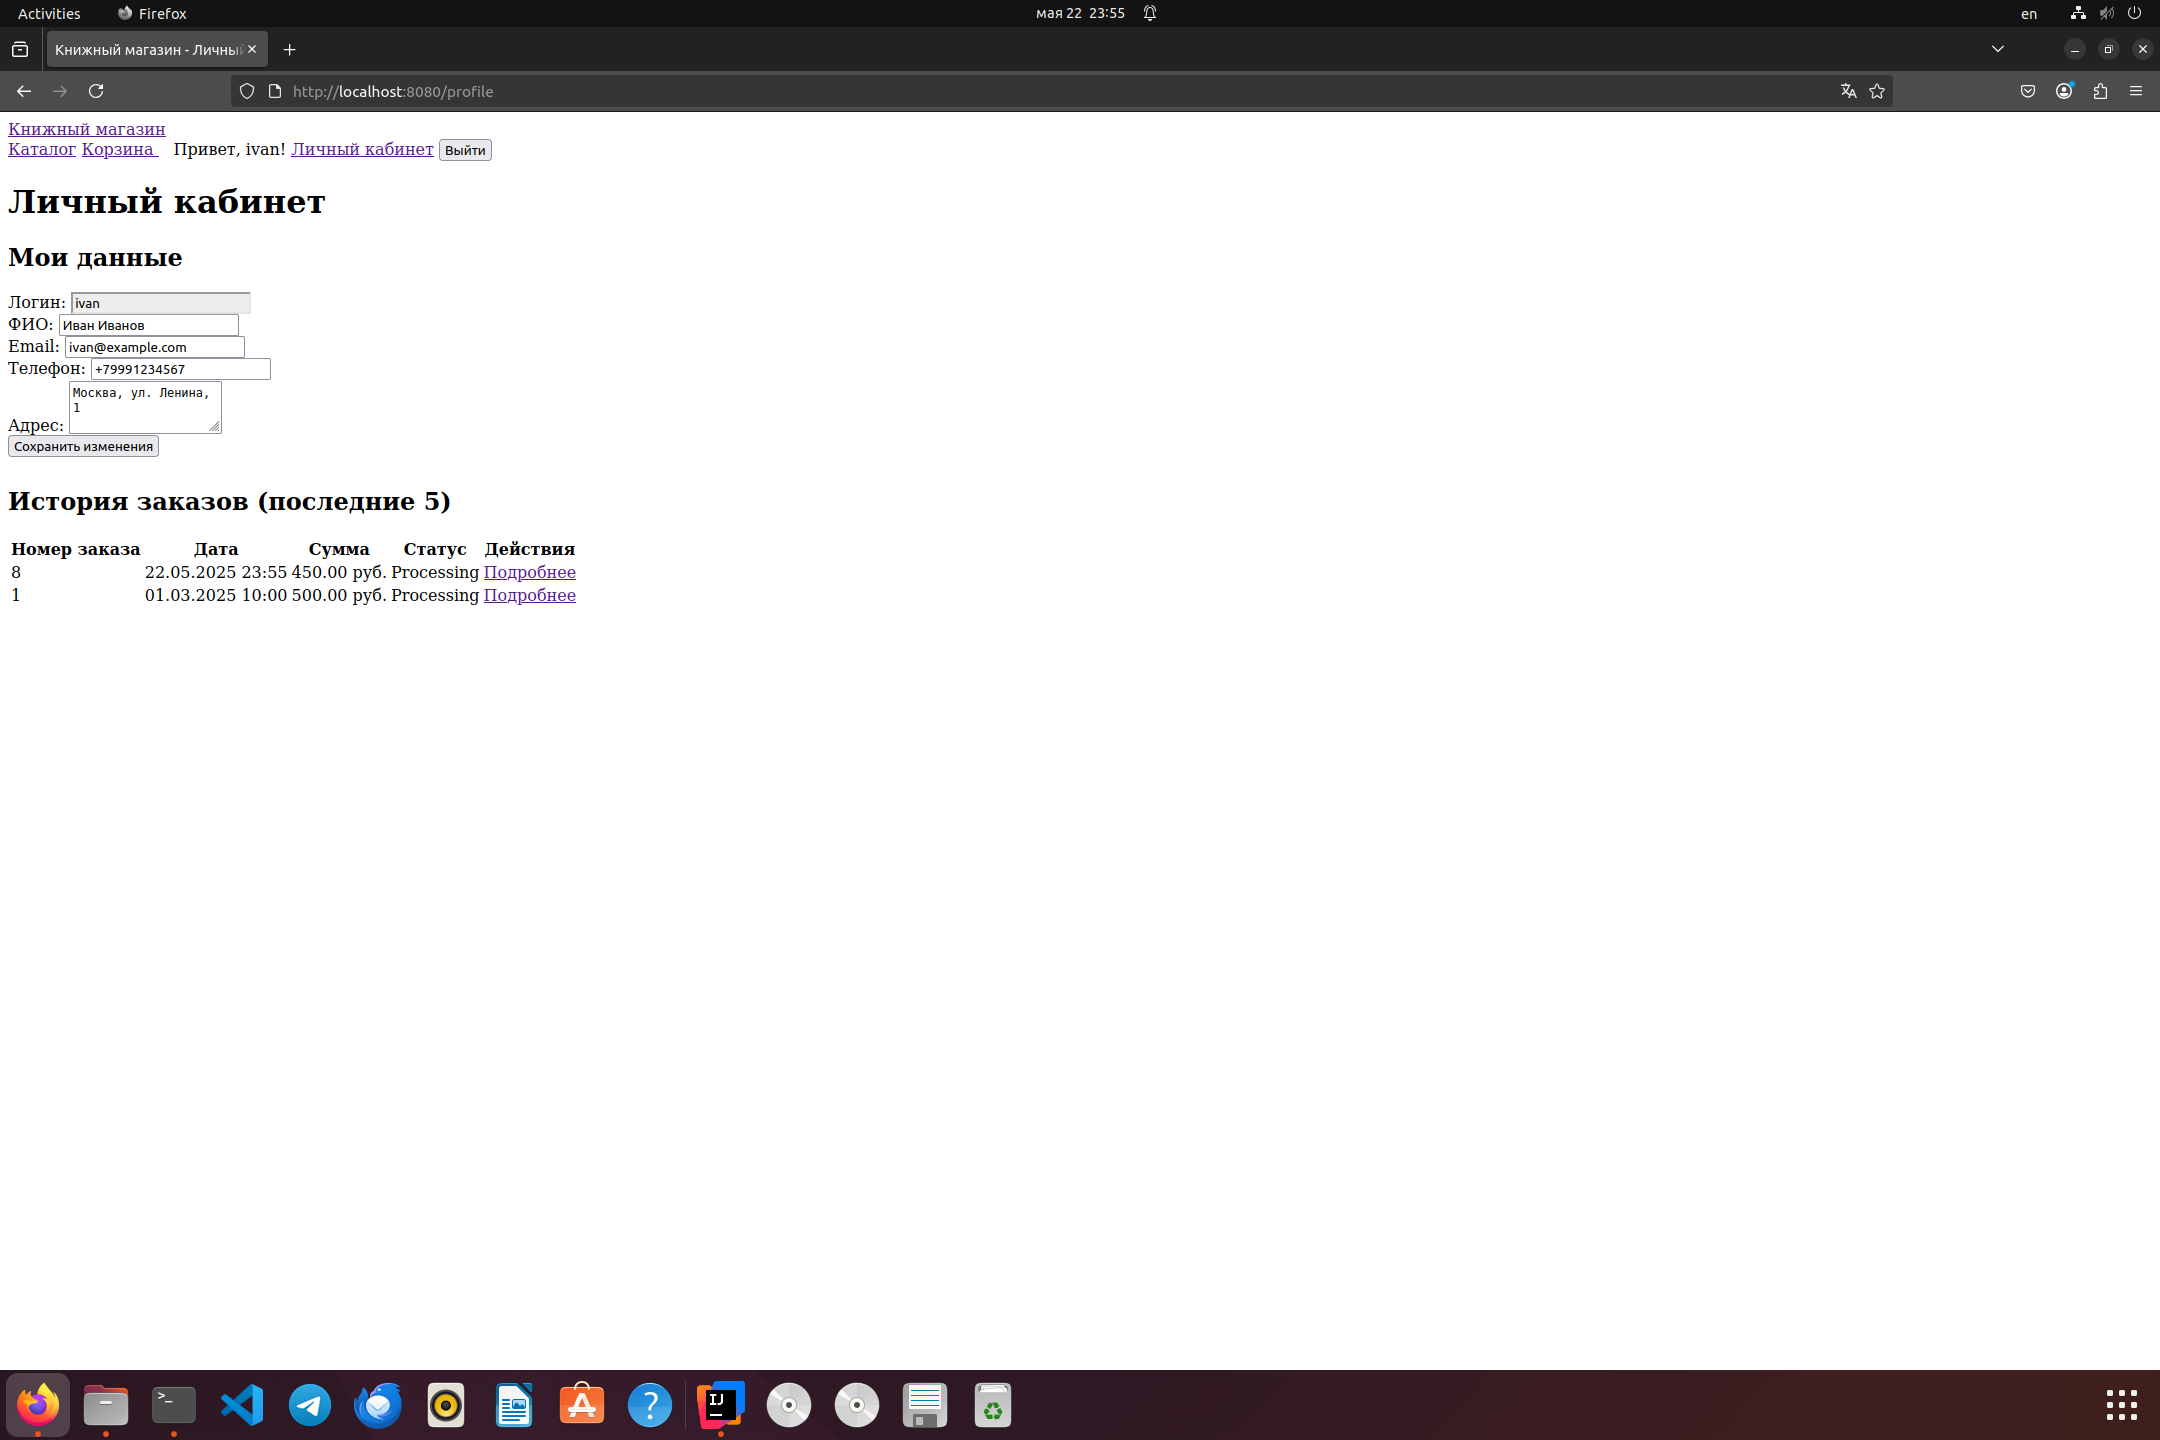 Activities Firefox мая 22 23:55 en
Книжный магазин - Личный
http://localhost:8080/profile
Книжный магазин
Каталог Корзина Привет, ivan! Личный кабинет Выйти
Личный кабинет
Мои данные
Логин: ivan
ФИО: Иван Иванов
Email: ivan@example.com
Телефон: +79991234567
Москва, ул. Ленина,
1
Адрес:
Сохранить изменения
История заказов (последние 5)
Номер заказа Дата Сумма Статус Действия
8 22.05.2025 23:55 450.00 руб. Processing Подробнее
1 01.03.2025 10:00 500.00 руб. Processing Подробнее